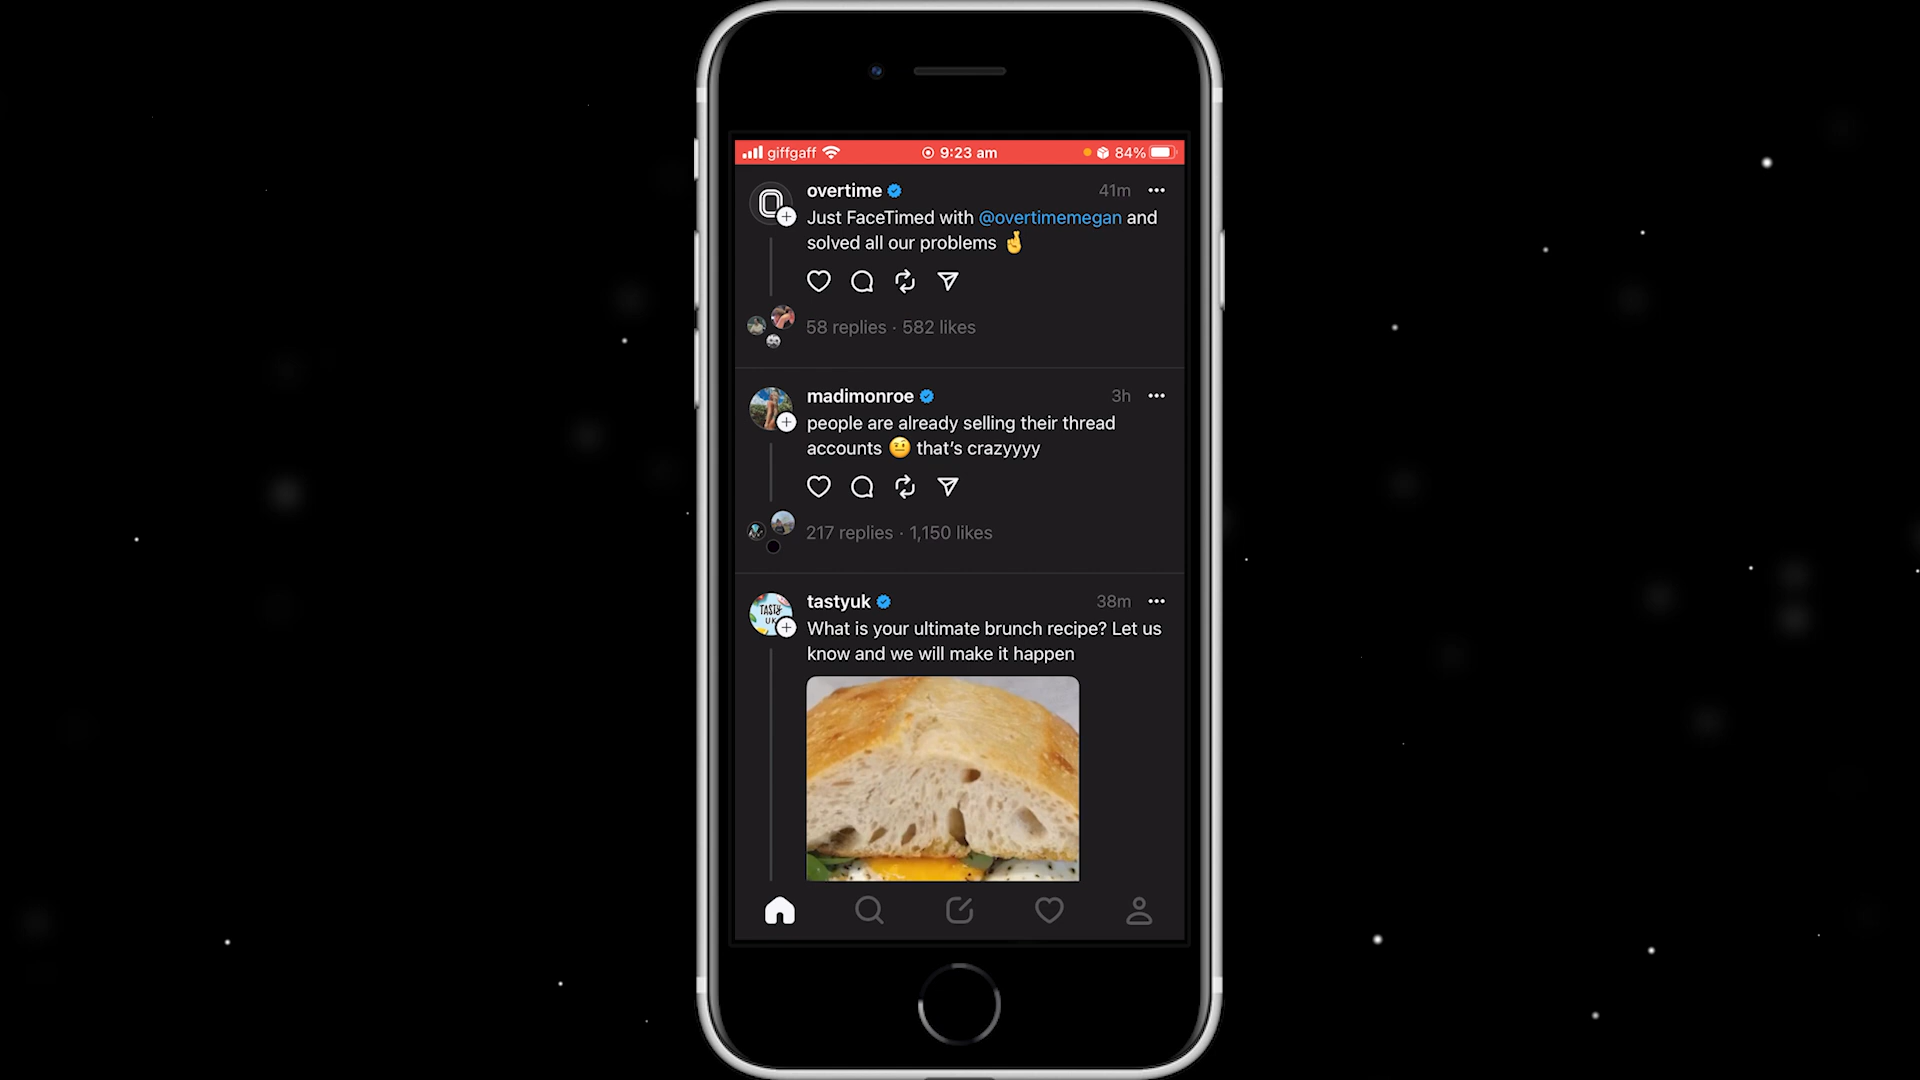 giffgaff 9:23 am 84%
overtime 41m
Just FaceTimed with @overtimemegan and
solved all our problems 🤞
58 replies · 582 likes
madimonroe 3h
people are already selling their thread
accounts 🤨 that’s crazyyyy
217 replies · 1,150 likes
TASTY
UK
tastyuk 38m
What is your ultimate brunch recipe? Let us
know and we will make it happen